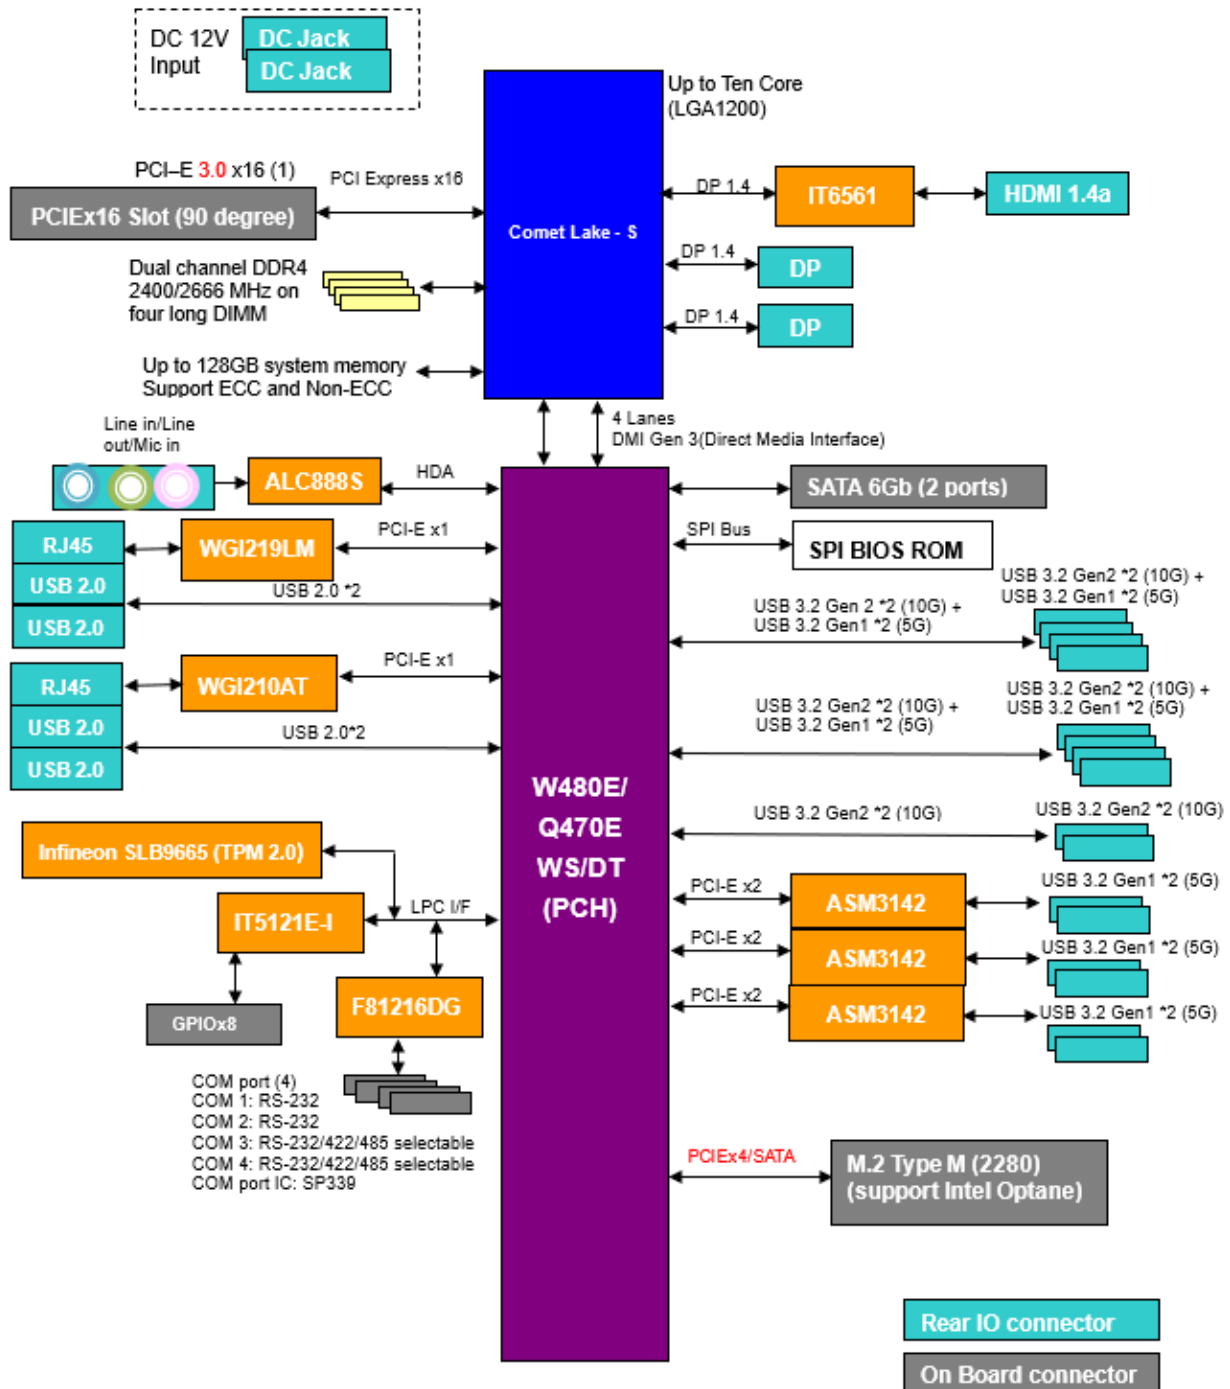 DC 12V
Input
DC Jack
DC Jack
Up to Ten Core
(LGA1200)
PCI–E 3.0 x16 (1)
PCI Express x16
PCIEx16 Slot (90 degree)
Comet Lake - S
DP 1.4
IT6561
HDMI 1.4a
DP 1.4
DP
DP 1.4
DP
Dual channel DDR4
2400/2666 MHz on
four long DIMM
Up to 128GB system memory
Support ECC and Non-ECC
4 Lanes
DMI Gen 3(Direct Media Interface)
Line in/Line
out/Mic in
ALC888S
HDA
SATA 6Gb (2 ports)
RJ45
USB 2.0
USB 2.0
WGI219LM
PCI-E x1
USB 2.0 *2
SPI Bus
SPI BIOS ROM
USB 3.2 Gen 2 *2 (10G) +
USB 3.2 Gen1 *2 (5G)
USB 3.2 Gen2 *2 (10G) +
USB 3.2 Gen1 *2 (5G)
RJ45
USB 2.0
USB 2.0
WGI210AT
PCI-E x1
USB 2.0*2
USB 3.2 Gen2 *2 (10G) +
USB 3.2 Gen1 *2 (5G)
USB 3.2 Gen2 *2 (10G) +
USB 3.2 Gen1 *2 (5G)
W480E/
Q470E
WS/DT
(PCH)
USB 3.2 Gen2 *2 (10G)
USB 3.2 Gen2 *2 (10G)
Infineon SLB9665 (TPM 2.0)
IT5121E-I
LPC I/F
GPIOx8
F81216DG
PCI-E x2
ASM3142
USB 3.2 Gen1 *2 (5G)
PCI-E x2
ASM3142
USB 3.2 Gen1 *2 (5G)
PCI-E x2
ASM3142
USB 3.2 Gen1 *2 (5G)
COM port (4)
COM 1: RS-232
COM 2: RS-232
COM 3: RS-232/422/485 selectable
COM 4: RS-232/422/485 selectable
COM port IC: SP339
PCIEx4/SATA
M.2 Type M (2280)
(support Intel Optane)
Rear IO connector
On Board connector